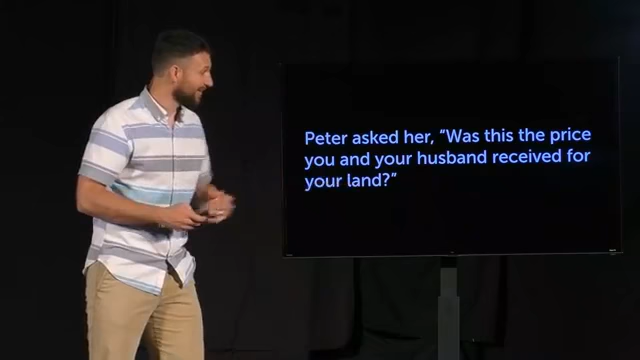 Peter asked her, “Was this the price
you and your husband received for
your land?”